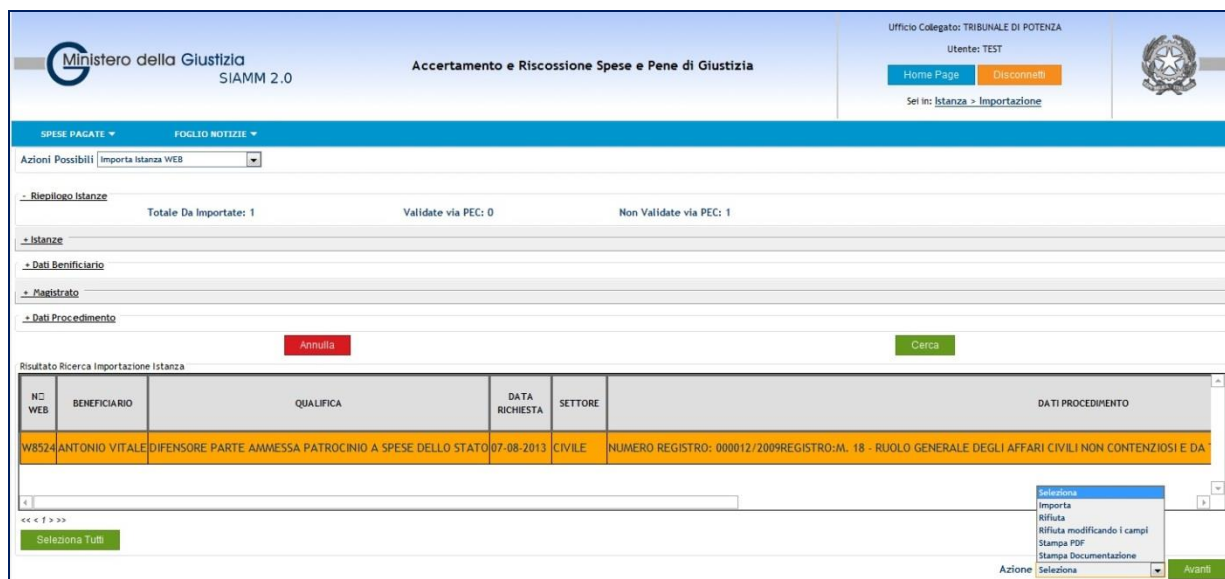 Ministero della Giustizia
SIAMM 2.0
Accertamento e Riscossione Spese e Pene di Giustizia
Ufficio Collegato: TRIBUNALE DI POTENZA
Utente: TEST
Home Page Disconnetti
Sei in: Istanza > Importazione
SPESE PAGATE FOGLIO NOTIZIE
Azioni Possibili Importa Istanza WEB
- Riepilogo Istanze
Totale Da Importate: 1 Validate via PEC: 0 Non Validate via PEC: 1
+ Istanze
+ Dati Benificiario
+ Magistrato
+ Dati Procedimento
Annulla Cerca
Risultato Ricerca Importazione Istanza
N□ WEB BENEFICIARIO QUALIFICA DATA RICHIESTA SETTORE DATI PROCEDIMENTO
W8524 ANTONIO VITALE DIFENSORE PARTE AMMESSA PATROCINIO A SPESE DELLO STATO 07-08-2013 CIVILE NUMERO REGISTRO: 000012/2009REGISTRO:M. 18 - RUOLO GENERALE DEGLI AFFARI CIVILI NON CONTENZIOSI E DA
<< < 1 > >>
Seleziona Tutti
Seleziona
Importa
Rifiuta
Rifiuta modificando i campi
Stampa PDF
Stampa Documentazione
Azione Seleziona Avanti